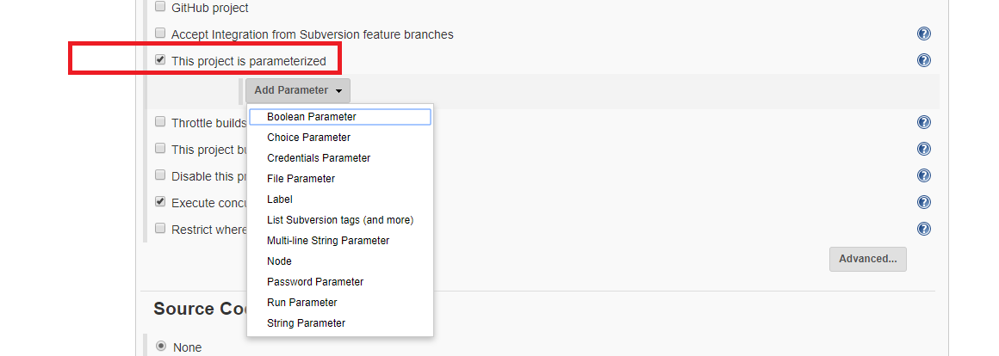 GitHub project
Accept Integration from Subversion feature branches
This project is parameterized
Add Parameter
Boolean Parameter
Throttle builds
Choice Parameter
This project bu
Credentials Parameter
Disable this pr
File Parameter
Execute concu
Label
List Subversion tags (and more)
Restrict where
Multi-line String Parameter
Node
Advanced...
Password Parameter
Source Co
Run Parameter
String Parameter
None